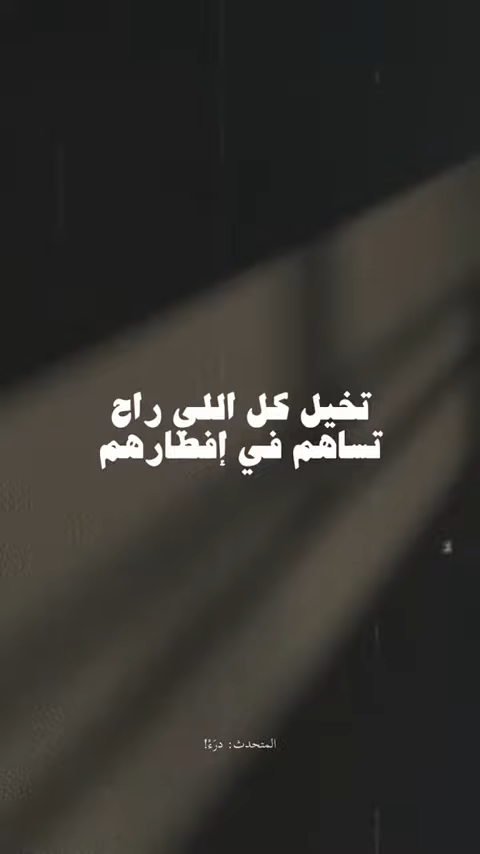 تخيل كل اللي راح
تساهم في إفطارهم
المتحدث: درَءً!